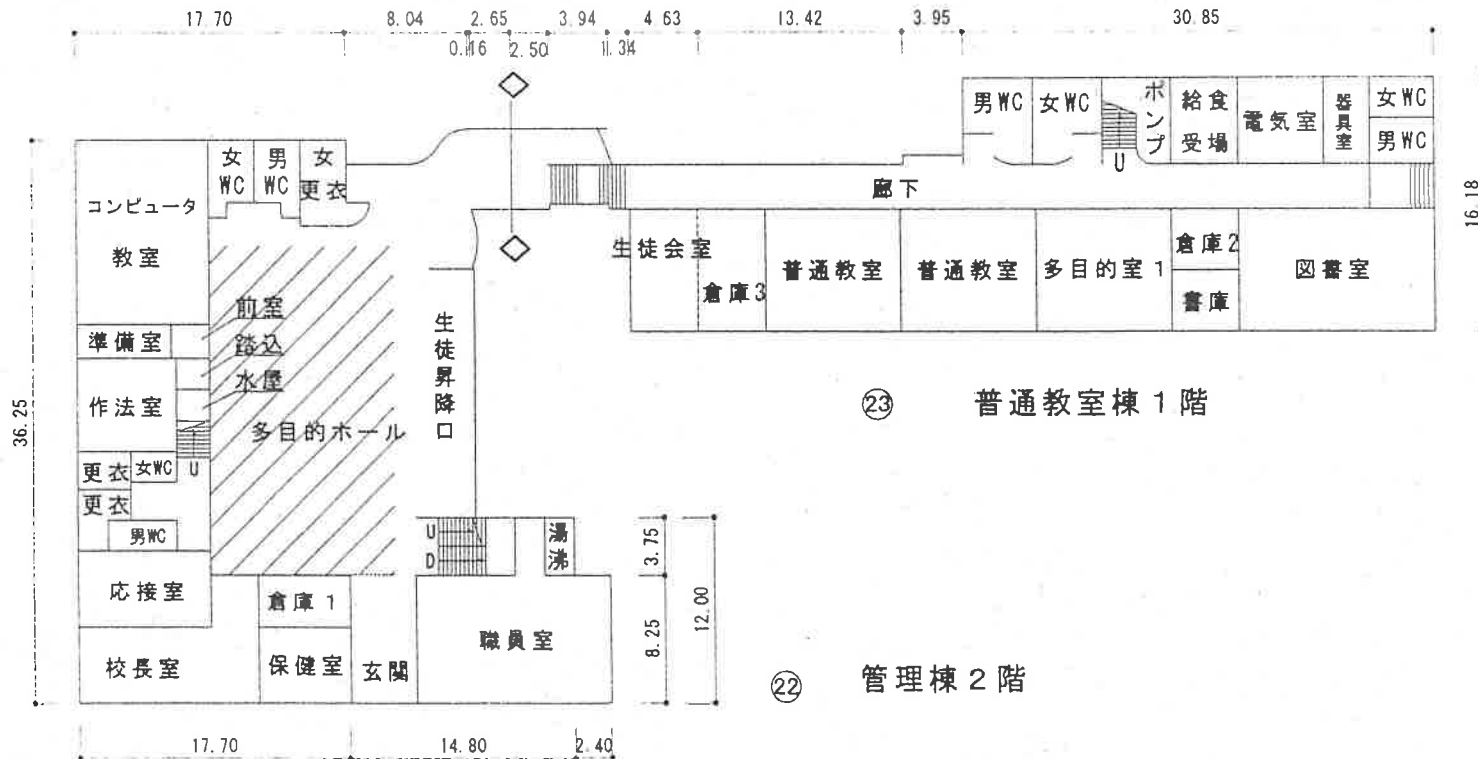 17.70 8.04 2.65 3.94 4.63 13.42 3.95 30.85
0.16 2.50 1.34
男WC 女WC ポンプ 給食受場 電気室 器具室 女WC
男WC
U
女WC 男WC 女更衣
コンピュータ
教室
廊下
16.18
生徒会室 倉庫3 普通教室 普通教室 多目的室1 倉庫2 図書室
書庫
前室
準備室
踏込
水屋
作法室
生徒昇降口
多目的ホール
36.25
㉓ 普通教室棟1階
更衣 女WC U
更衣
男WC
U
D
湯沸
3.75
12.00
8.25
応接室
倉庫1
職員室
校長室 保健室 玄関
㉒ 管理棟2階
17.70 14.80 2.40